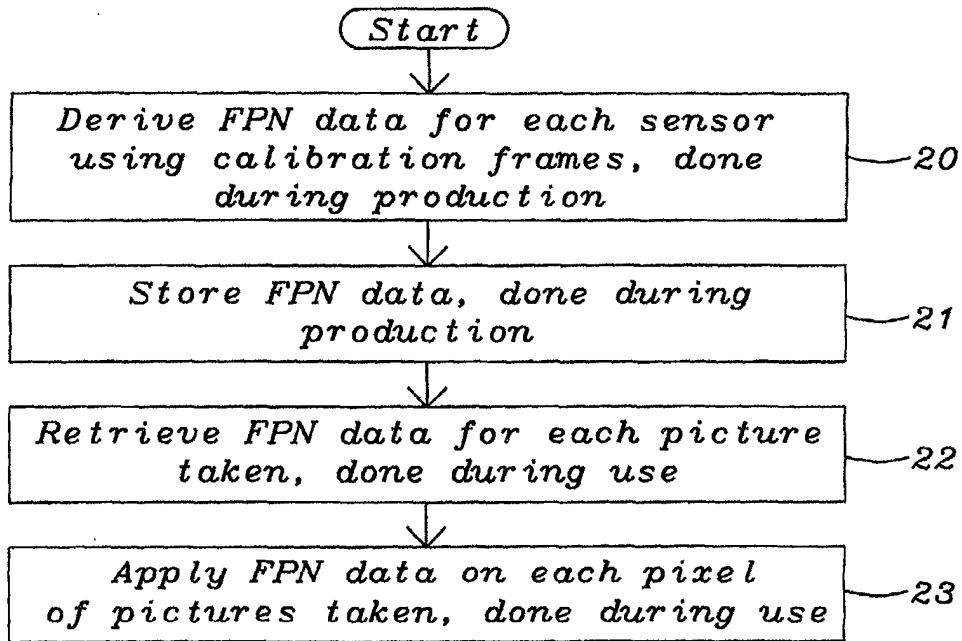 Start
Derive FPN data for each sensor
using calibration frames, done
during production
20
Store FPN data, done during
production
21
Retrieve FPN data for each picture
taken, done during use
22
Apply FPN data on each pixel
of pictures taken, done during use
23